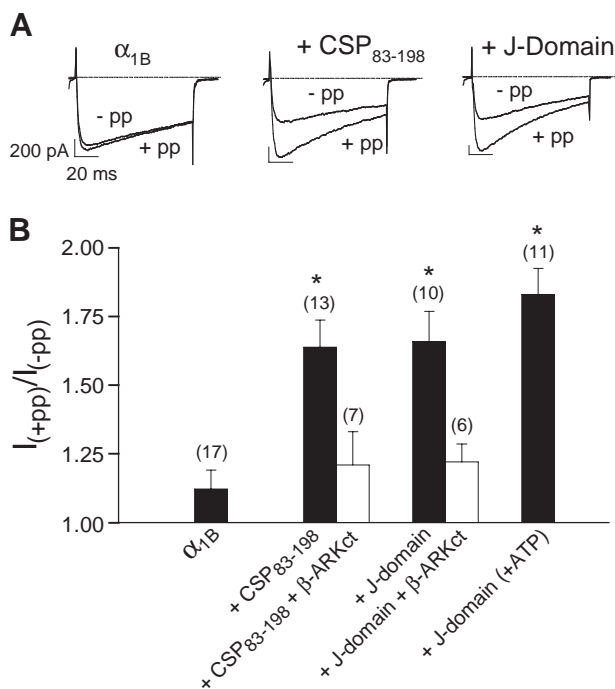 A
α1B
+ CSP83-198
+ J-Domain
- pp
+ pp
- pp
+ pp
- pp
+ pp
200 pA
20 ms
B
I(+pp)/I(-pp)
2.00
1.75
1.50
1.25
1.00
(17)
*
(13)
(7)
*
(10)
(6)
*
(11)
α1B
+ CSP83-198
+ CSP83-198 + β-ARKct
+ J-domain
+ J-domain + β-ARKct
+ J-domain (+ATP)